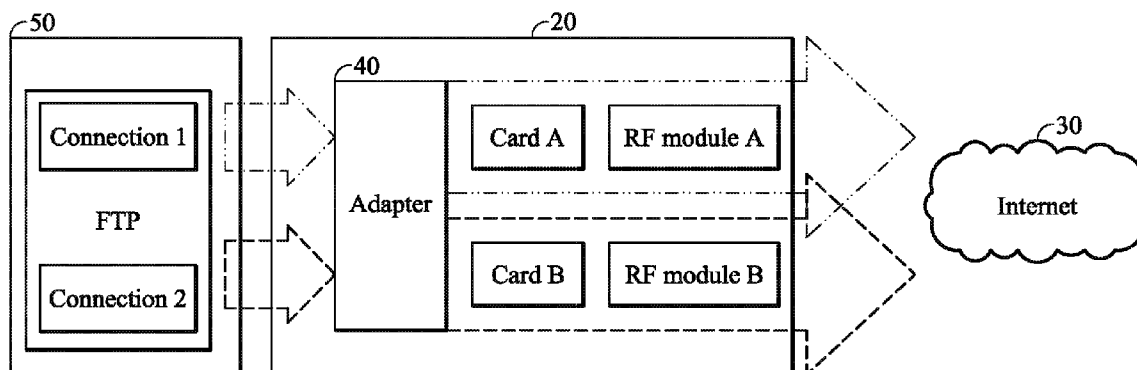 50
20
40
30
Connection 1
FTP
Connection 2
Adapter
Card A
RF module A
Card B
RF module B
Internet